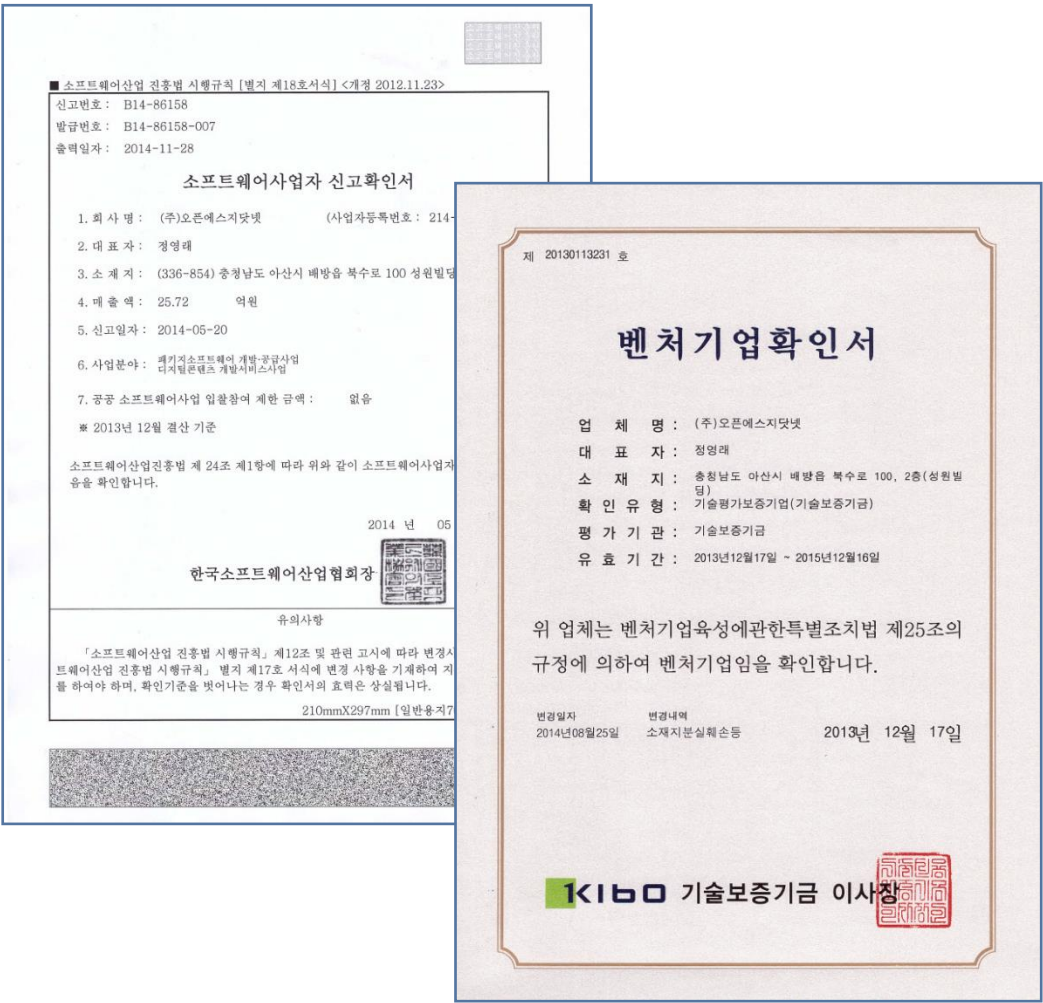 ■ 소프트웨어산업 진흥법 시행규칙 [별지 제18호서식] <개정 2012.11.23>
신고번호 : B14-86158
발급번호 : B14-86158-007
출력일자 : 2014-11-28
소프트웨어사업자 신고확인서
1. 회 사 명 : (주)오픈에스지닷넷 (사업자등록번호 : 214-
2. 대 표 자 : 정영래
3. 소 재 지 : (336-854) 충청남도 아산시 배방읍 북수로 100 성원빌딩
4. 매 출 액 : 25.72 억원
5. 신고일자 : 2014-05-20
6. 사업분야 : 패키지소프트웨어 개발·공급사업
디지털콘텐츠 개발서비스사업
7. 공공 소프트웨어사업 입찰참여 제한 금액 : 없음
※ 2013년 12월 결산 기준
소프트웨어산업진흥법 제 24조 제1항에 따라 위와 같이 소프트웨어사업자
음을 확인합니다.
2014 년 05
한국소프트웨어산업협회장
유의사항
「소프트웨어산업 진흥법 시행규칙」제12조 및 관련 고시에 따라 변경사
트웨어산업 진흥법 시행규칙」 별지 제17호 서식에 변경 사항을 기재하여 지
를 하여야 하며, 확인기준을 벗어나는 경우 확인서의 효력은 상실됩니다.
210mmX297mm [일반용지7
제 20130113231 호
벤처기업확인서
업 체 명 : (주)오픈에스지닷넷
대 표 자 : 정영래
소 재 지 : 충청남도 아산시 배방읍 북수로 100, 2층(성원빌
딩)
확 인 유 형 : 기술평가보증기업(기술보증기금)
평 가 기 관 : 기술보증기금
유 효 기 간 : 2013년12월17일 ~ 2015년12월16일
위 업체는 벤처기업육성에관한특별조치법 제25조의
규정에 의하여 벤처기업임을 확인합니다.
변경일자 변경내역
2014년08월25일 소재지분실훼손등
2013년 12월 17일
KIBO 기술보증기금 이사장